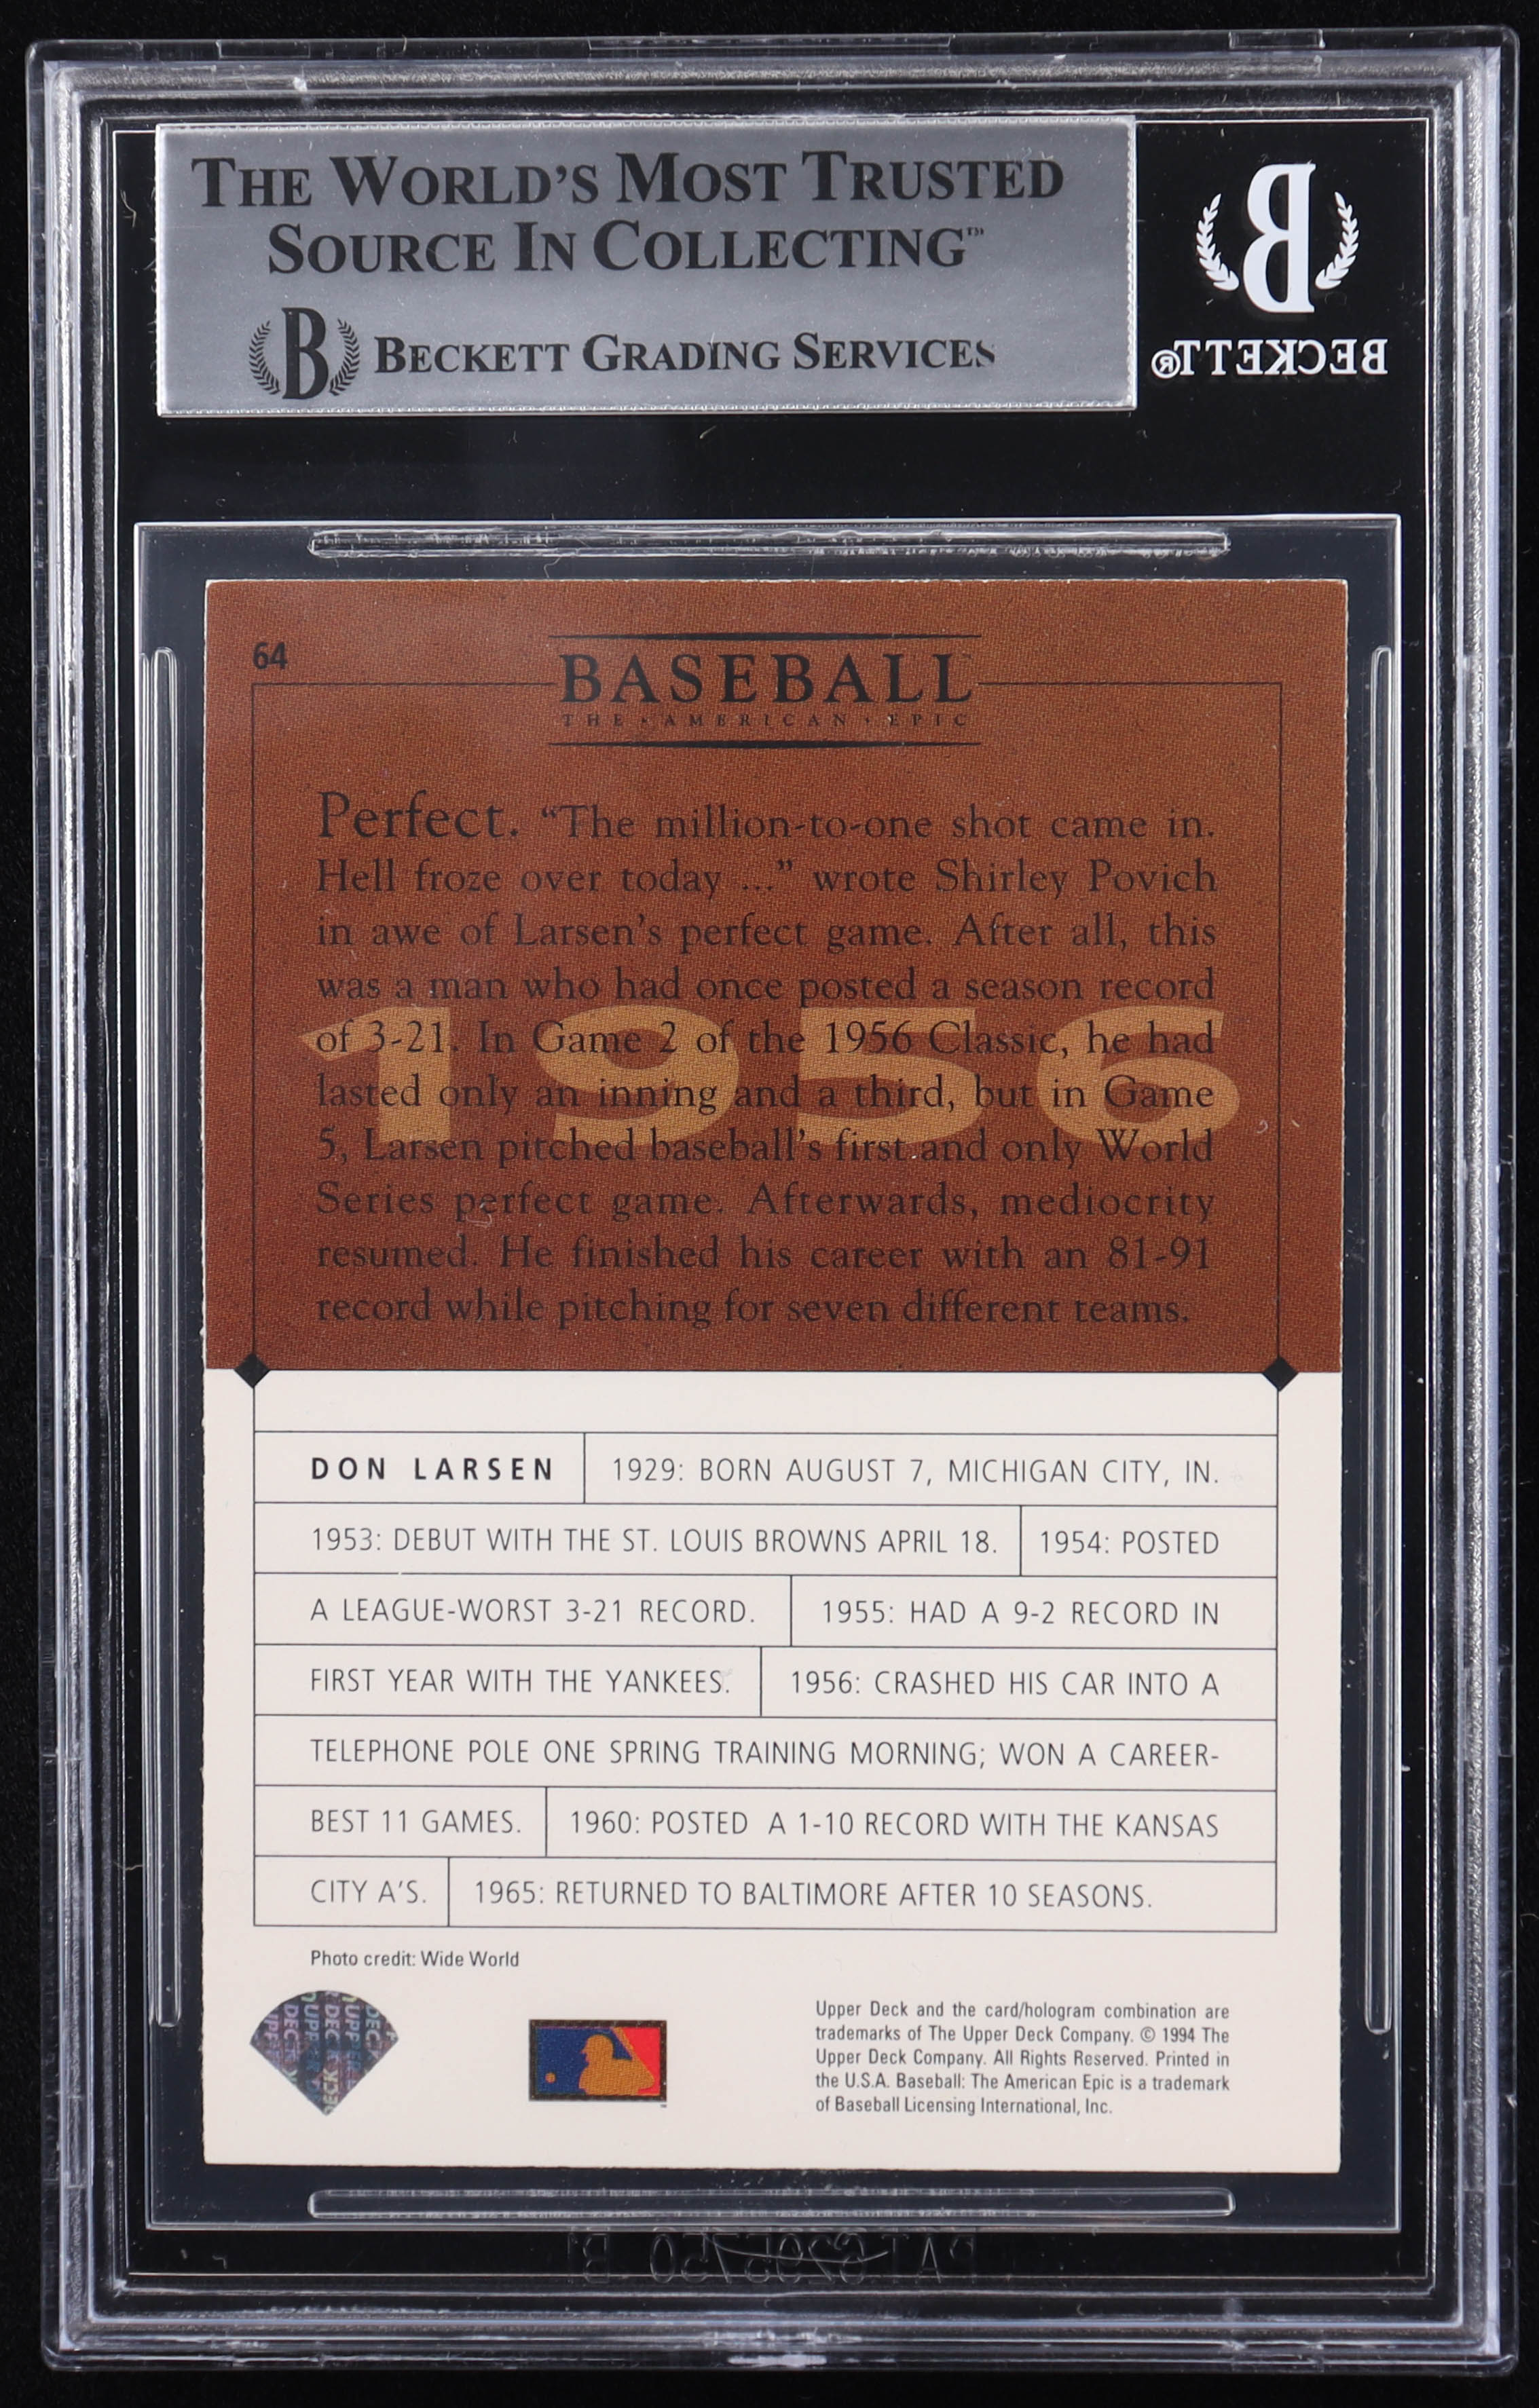 THE WORLD'S MOST TRUSTED
SOURCE IN COLLECTING™
B BECKETT GRADING SERVICES
B
BECKETT®
64
BASEBALL
THE · AMERICAN · EPIC
1956
Perfect. “The million-to-one shot came in.
Hell froze over today ...” wrote Shirley Povich
in awe of Larsen's perfect game. After all, this
was a man who had once posted a season record
of 3-21. In Game 2 of the 1956 Classic, he had
lasted only an inning and a third, but in Game
5, Larsen pitched baseball's first and only World
Series perfect game. Afterwards, mediocrity
resumed. He finished his career with an 81-91
record while pitching for seven different teams.
DON LARSEN 1929: BORN AUGUST 7, MICHIGAN CITY, IN.
1953: DEBUT WITH THE ST. LOUIS BROWNS APRIL 18. 1954: POSTED
A LEAGUE-WORST 3-21 RECORD. 1955: HAD A 9-2 RECORD IN
FIRST YEAR WITH THE YANKEES. 1956: CRASHED HIS CAR INTO A
TELEPHONE POLE ONE SPRING TRAINING MORNING; WON A CAREER-
BEST 11 GAMES. 1960: POSTED A 1-10 RECORD WITH THE KANSAS
CITY A'S. 1965: RETURNED TO BALTIMORE AFTER 10 SEASONS.
Photo credit: Wide World
UPPER DECK
Upper Deck and the card/hologram combination are
trademarks of The Upper Deck Company. © 1994 The
Upper Deck Company. All Rights Reserved. Printed in
the U.S.A. Baseball: The American Epic is a trademark
of Baseball Licensing International, Inc.